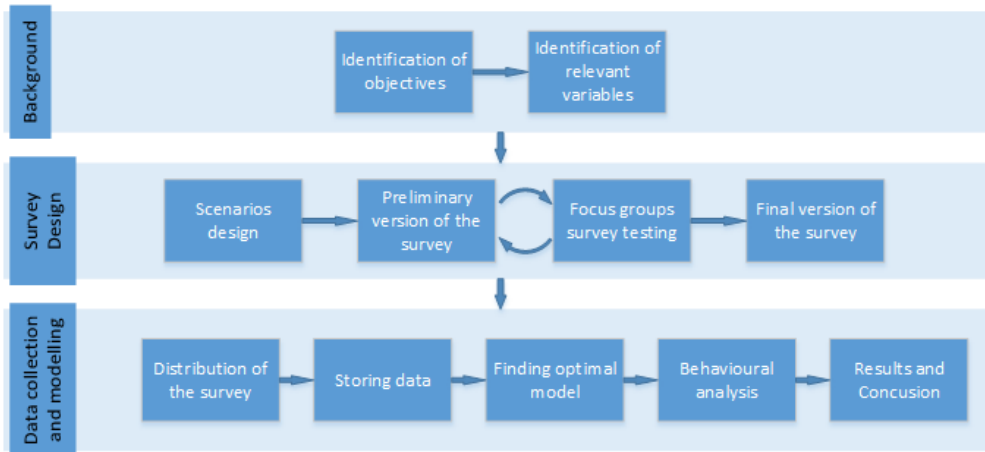 Background
Identification of
objectives
Identification of
relevant
variables
Survey
Design
Scenarios
design
Preliminary
version of the
survey
Focus groups
survey testing
Final version of
the survey
Data collection
and modelling
Distribution of
the survey
Storing data
Finding optimal
model
Behavioural
analysis
Results and
Concusion